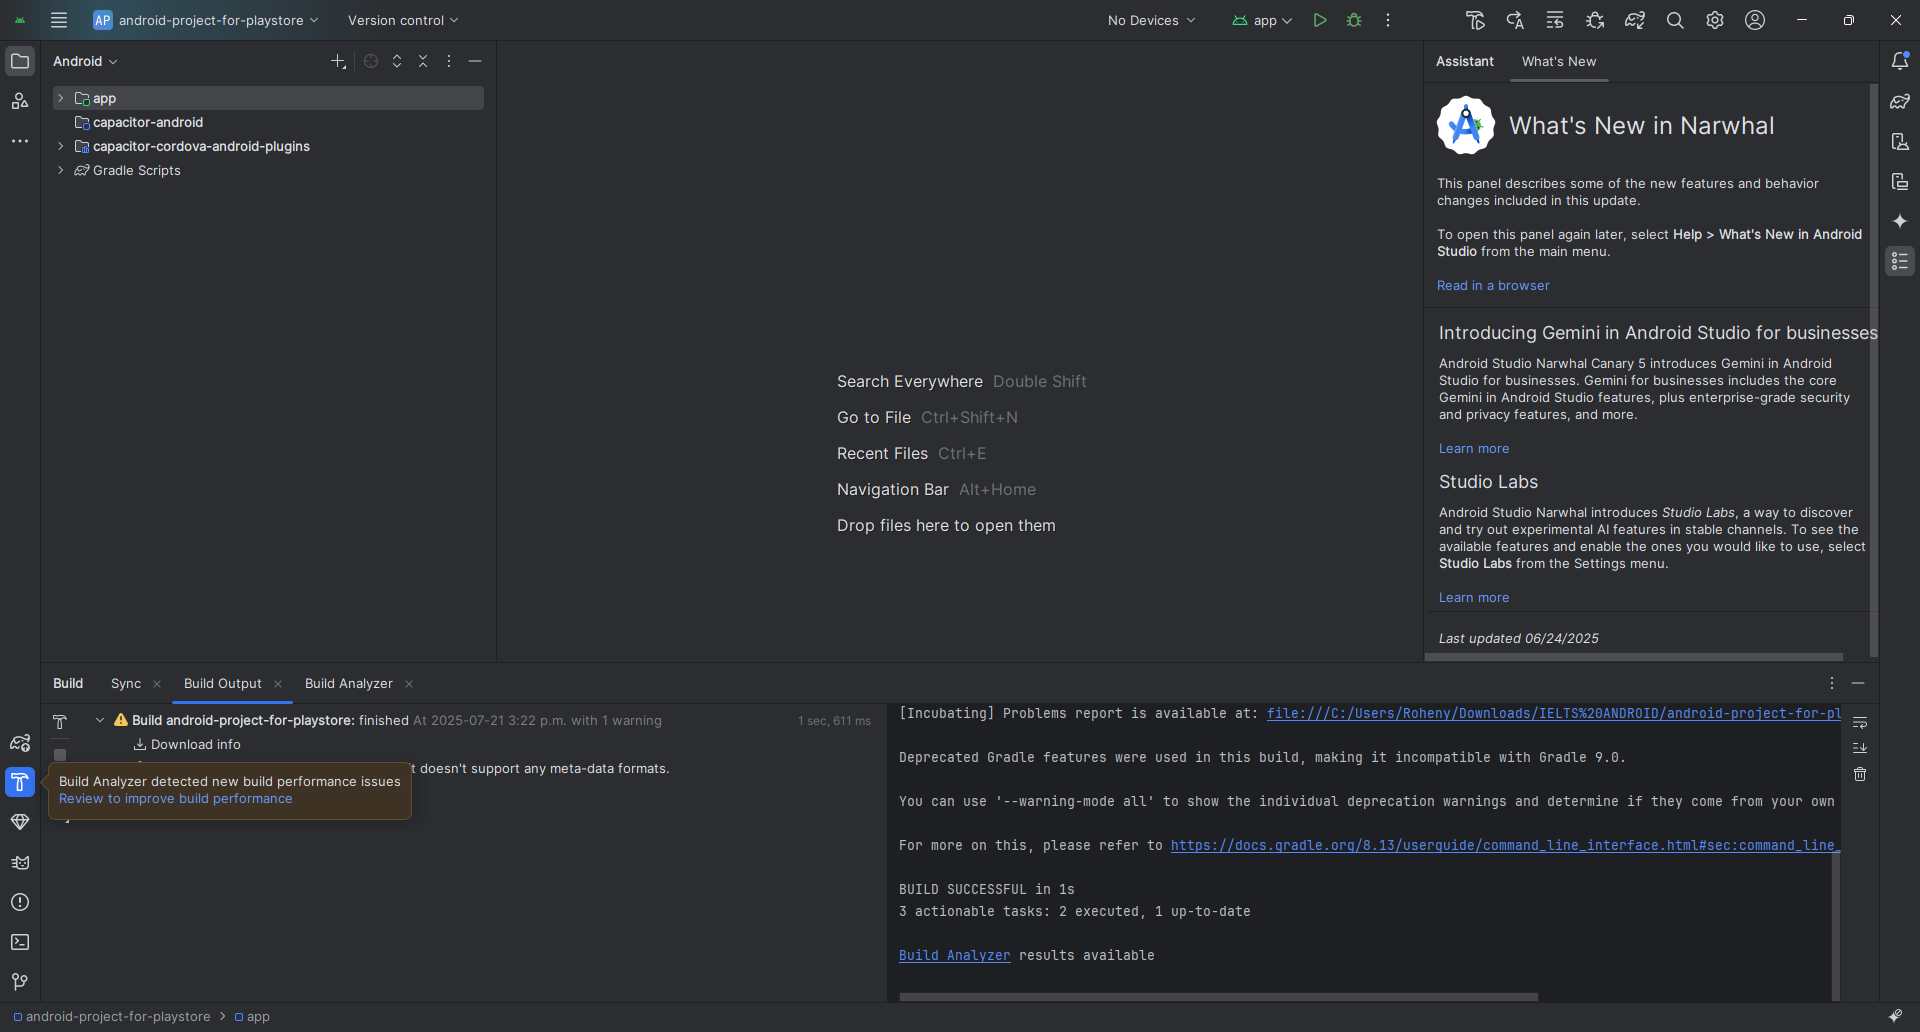 AP android-project-for-playstore
Version control
No Devices
app
Android
app
capacitor-android
capacitor-cordova-android-plugins
Gradle Scripts
Search Everywhere Double Shift
Go to File Ctrl+Shift+N
Recent Files Ctrl+E
Navigation Bar Alt+Home
Drop files here to open them
Assistant What's New
What's New in Narwhal
This panel describes some of the new features and behavior
changes included in this update.
To open this panel again later, select Help > What's New in Android
Studio from the main menu.
Read in a browser
Introducing Gemini in Android Studio for businesses
Android Studio Narwhal Canary 5 introduces Gemini in Android
Studio for businesses. Gemini for businesses includes the core
Gemini in Android Studio features, plus enterprise-grade security
and privacy features, and more.
Learn more
Studio Labs
Android Studio Narwhal introduces Studio Labs, a way to discover
and try out experimental AI features in stable channels. To see the
available features and enable the ones you would like to use, select
Studio Labs from the Settings menu.
Learn more
Last updated 06/24/2025
Build Sync Build Output Build Analyzer
Build android-project-for-playstore: finished At 2025-07-21 3:22 p.m. with 1 warning 1 sec, 611 ms
Download info
t doesn't support any meta-data formats.
Build Analyzer detected new build performance issues
Review to improve build performance
[Incubating] Problems report is available at: file:///C:/Users/Roheny/Downloads/IELTS%20ANDROID/android-project-for-pl
Deprecated Gradle features were used in this build, making it incompatible with Gradle 9.0.
You can use '--warning-mode all' to show the individual deprecation warnings and determine if they come from your own
For more on this, please refer to https://docs.gradle.org/8.13/userguide/command_line_interface.html#sec:command_line_
BUILD SUCCESSFUL in 1s
3 actionable tasks: 2 executed, 1 up-to-date
Build Analyzer results available
android-project-for-playstore > app